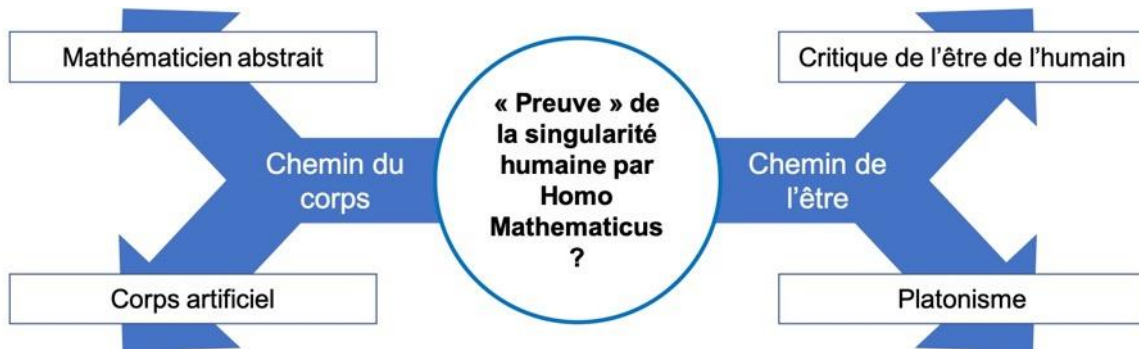 Mathématicien abstrait
Corps artificiel
Chemin du
corps
« Preuve » de
la singularité
humaine par
Homo
Mathematicus
?
Chemin de
l'être
Critique de l'être de l'humain
Platonisme